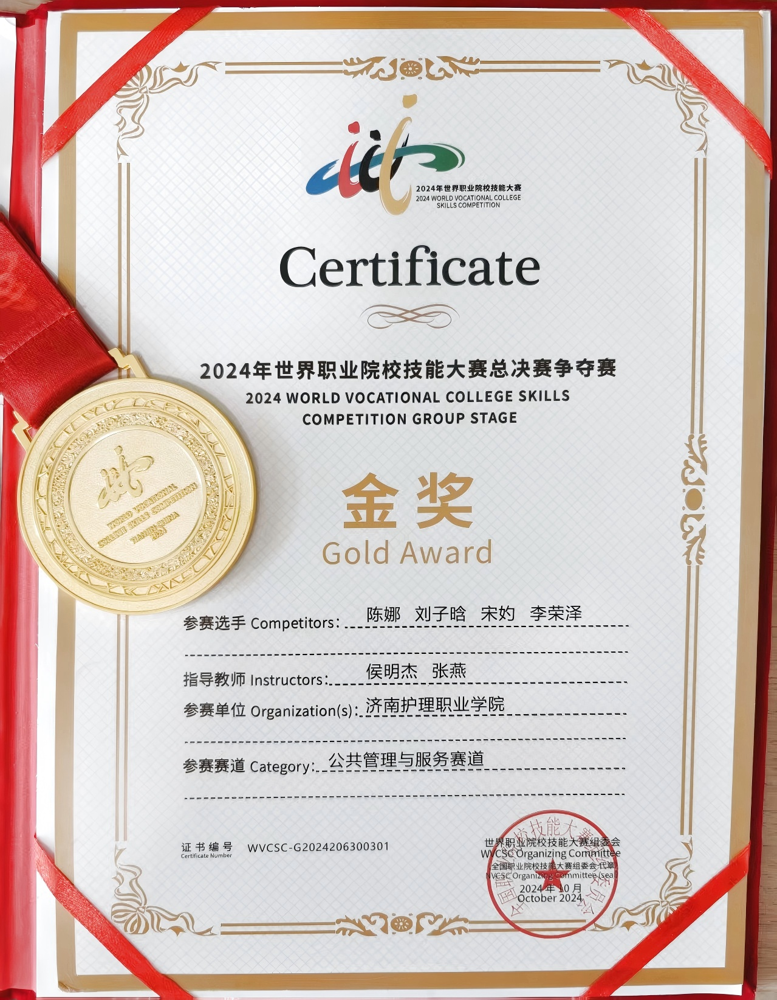 2024年世界职业院校技能大赛
2024 WORLD VOCATIONAL COLLEGE
SKILLS COMPETITION
Certificate
2024年世界职业院校技能大赛总决赛争夺赛
2024 WORLD VOCATIONAL COLLEGE SKILLS
COMPETITION GROUP STAGE
金奖
Gold Award
WORLD VOCATIONAL
COLLEGE SKILLS COMPETITION
TIANJIN·CHINA
2024
参赛选手 Competitors: 陈娜 刘子晗 宋妁 李荣泽
指导教师 Instructors: 侯明杰 张燕
参赛单位 Organization(s): 济南护理职业学院
参赛赛道 Category: 公共管理与服务赛道
证书编号 WVCSC-G2024206300301
Certificate Number
世界职业院校技能大赛组委会
WVCSC Organizing Committee
(全国职业院校技能大赛组委会 代章)
NVCSC Organizing Committee (seal)
2024 年 10 月
October 2024